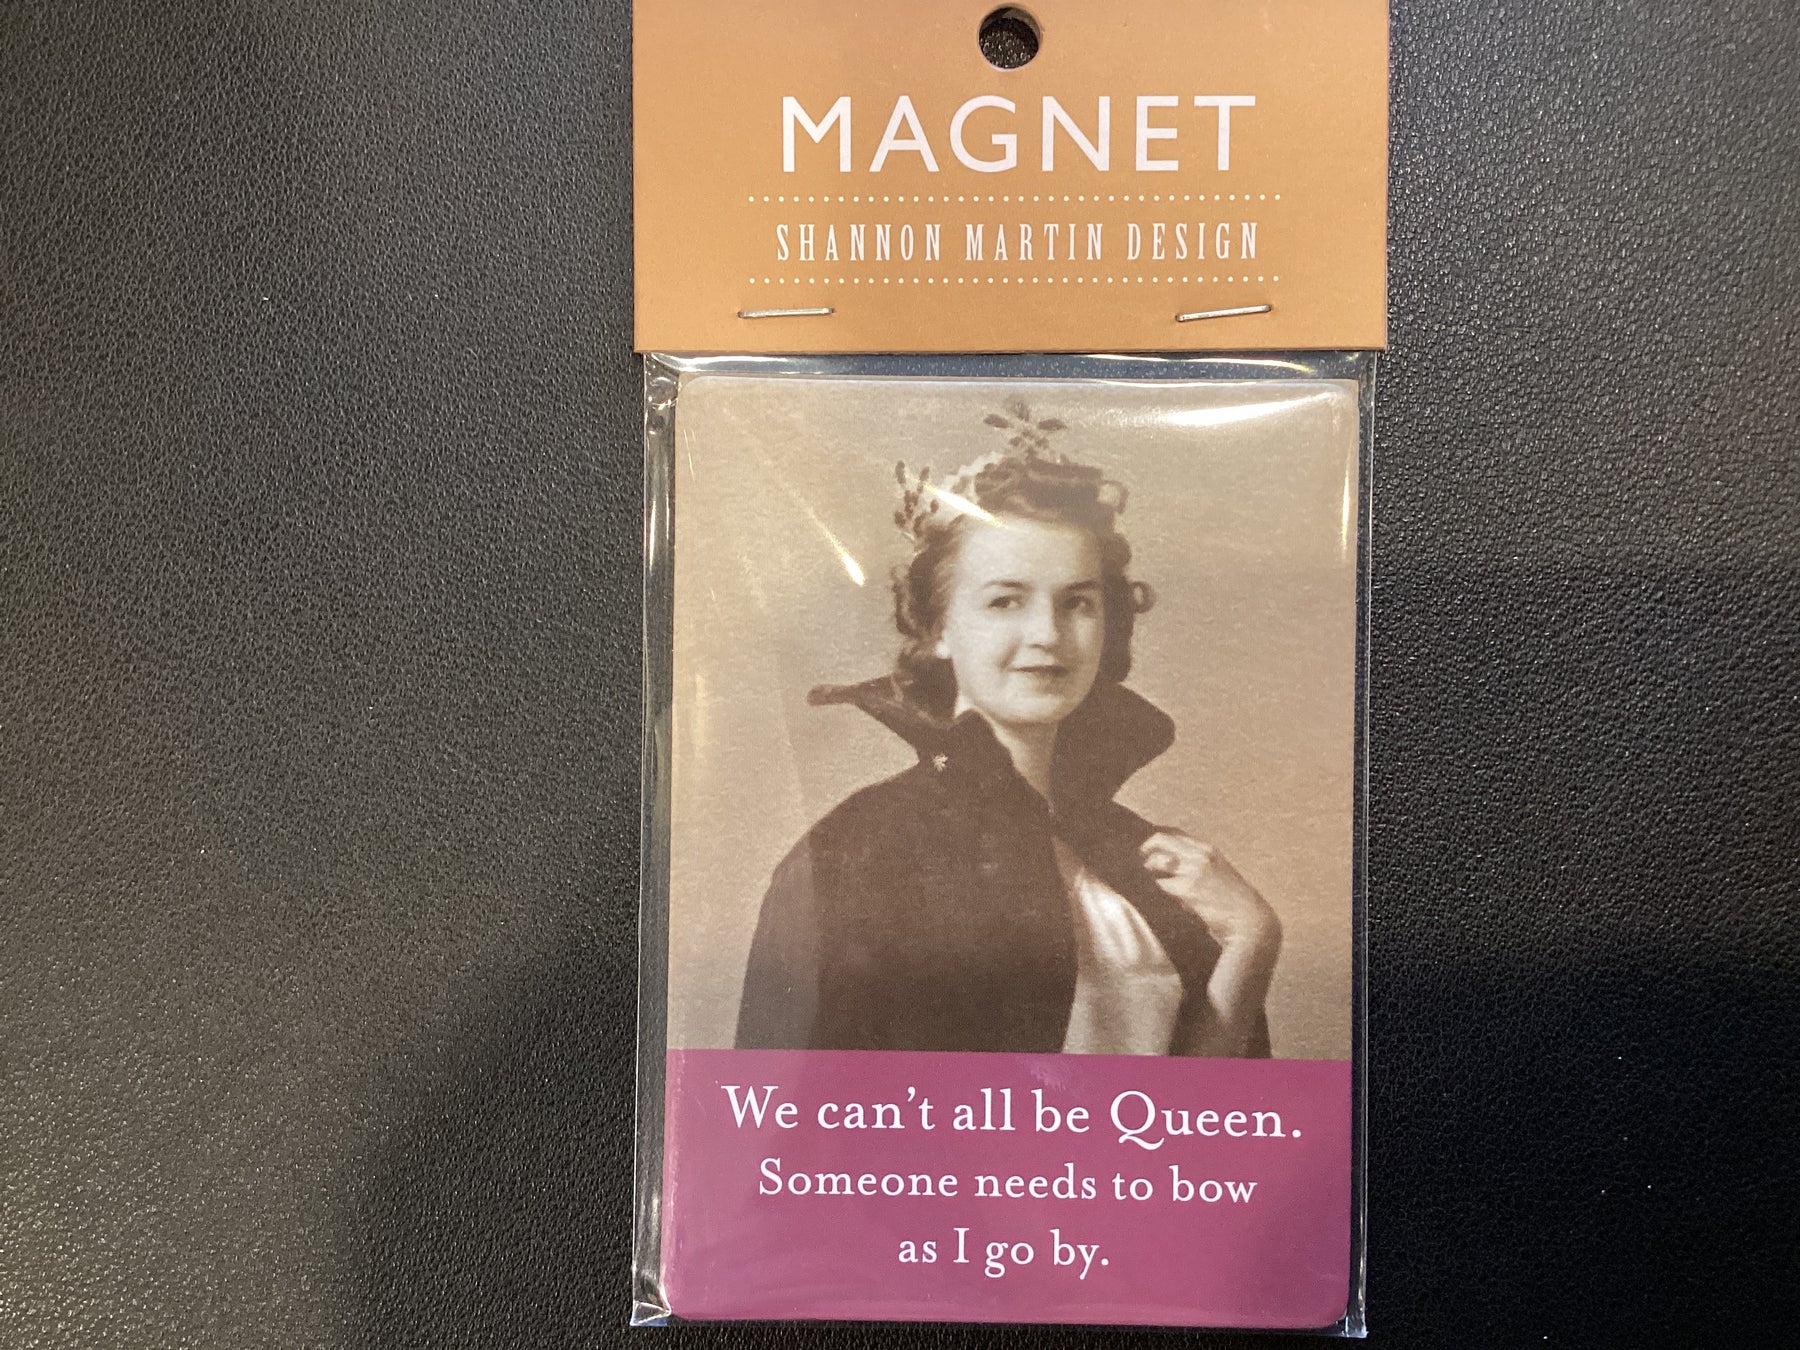 MAGNET
SHANNON MARTIN DESIGN
We can't all be Queen.
Someone needs to bow
as I go by.